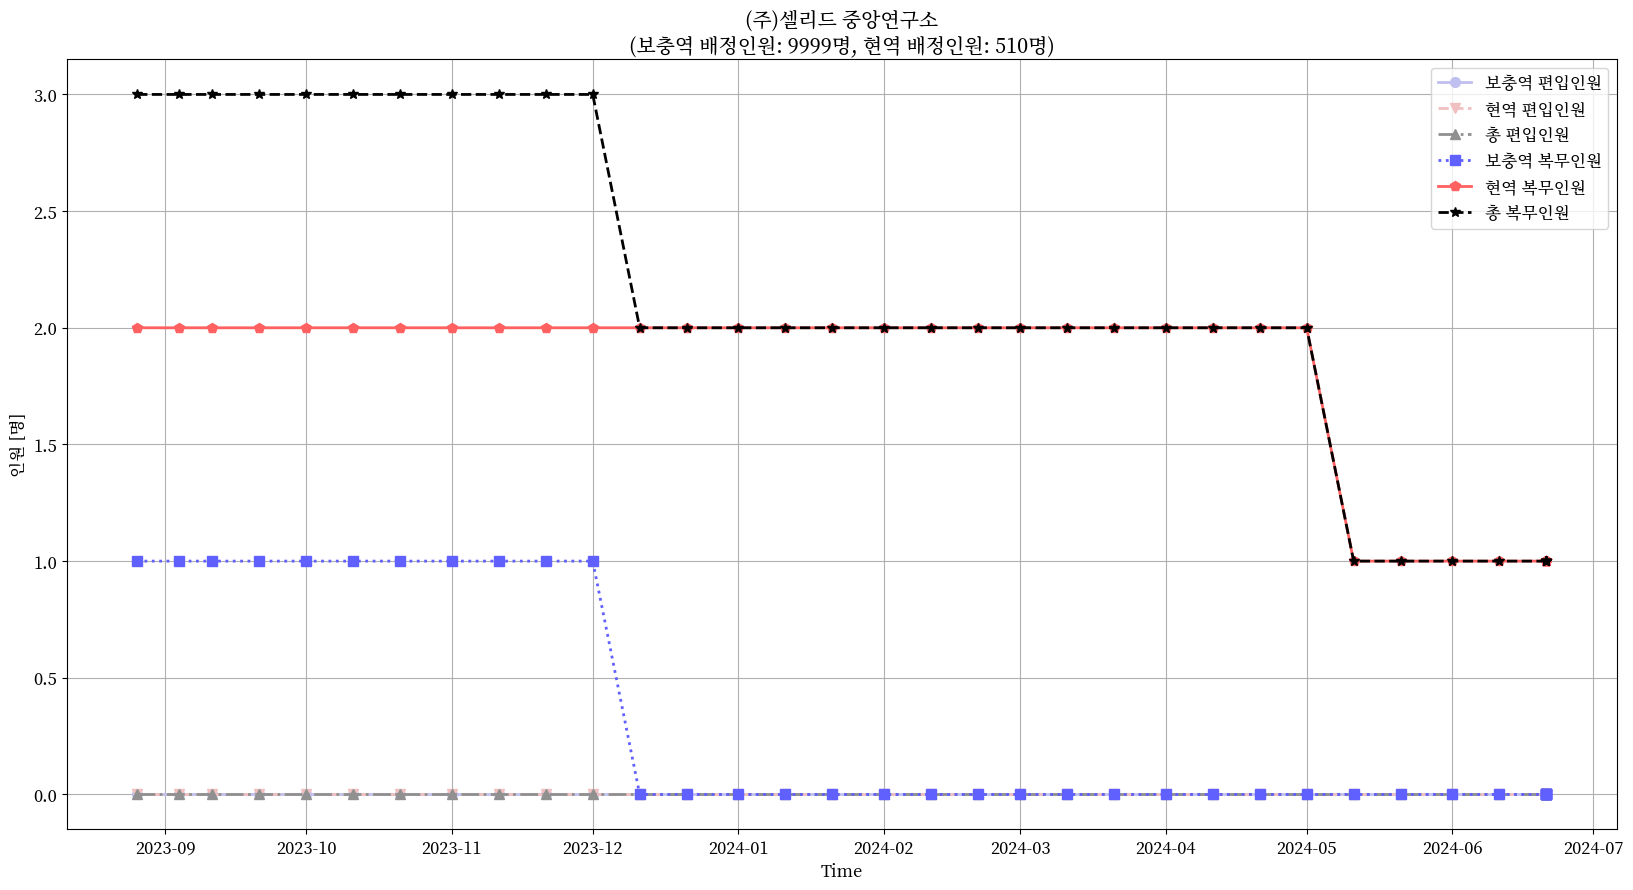 (주)셀리드 중앙연구소
(보충역 배정인원: 9999명, 현역 배정인원: 510명)
보충역 편입인원
현역 편입인원
총 편입인원
보충역 복무인원
현역 복무인원
총 복무인원
3.0
2.5
2.0
1.5
1.0
0.5
0.0
인원 [명]
2023-09 2023-10 2023-11 2023-12 2024-01 2024-02 2024-03 2024-04 2024-05 2024-06 2024-07
Time